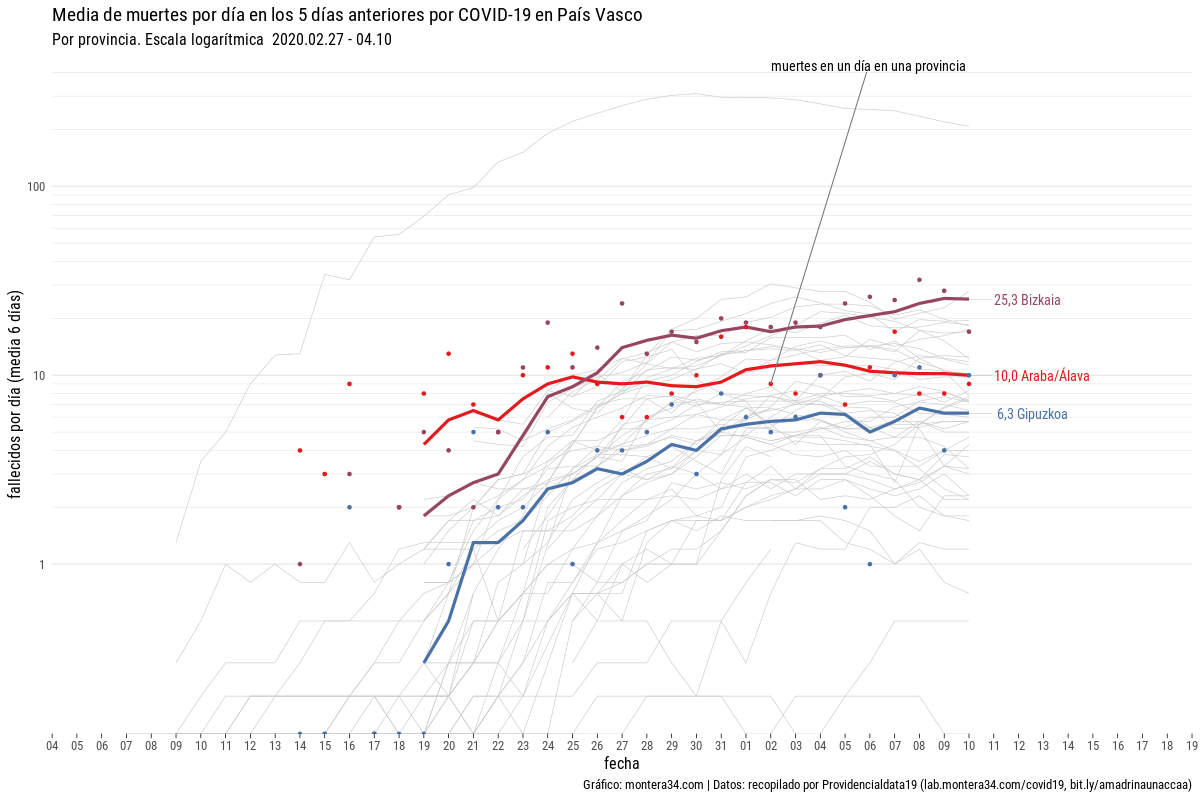 Media de muertes por día en los 5 días anteriores por COVID-19 en País Vasco
Por provincia. Escala logarítmica 2020.02.27 - 04.10
muertes en un día en una provincia
100
10
1
fallecidos por día (media 6 días)
25,3 Bizkaia
10,0 Araba/Álava
6,3 Gipuzkoa
04 05 06 07 08 09 10 11 12 13 14 15 16 17 18 19 20 21 22 23 24 25 26 27 28 29 30 31 01 02 03 04 05 06 07 08 09 10 11 12 13 14 15 16 17 18 19
fecha
Gráfico: montera34.com | Datos: recopilado por Providencialdata19 (lab.montera34.com/covid19, bit.ly/amadrinaunaccaa)